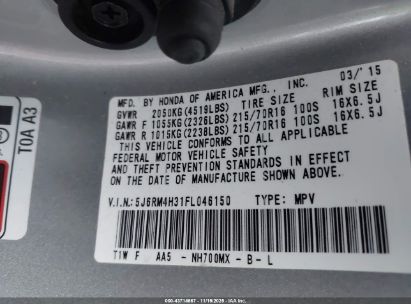 MFD. BY HONDA OF AMERICA MFG., INC. 03/'15
GVWR 2050KG(4519LBS) TIRE SIZE RIM SIZE
GAWR F 1055KG(2326LBS) 215/70R16 100S 16X6.5J
GAWR R 1015KG(2238LBS) 215/70R16 100S 16X6.5J
THIS VEHICLE CONFORMS TO ALL APPLICABLE
FEDERAL MOTOR VEHICLE SAFETY
AND THEFT PREVENTION STANDARDS IN EFFECT
ON THE DATE OF MANUFACTURE SHOWN ABOVE.
V.I.N.: 5J6RM4H31FL046150 TYPE: MPV
T1W F AA5 - NH700MX - B - L
T0A A3